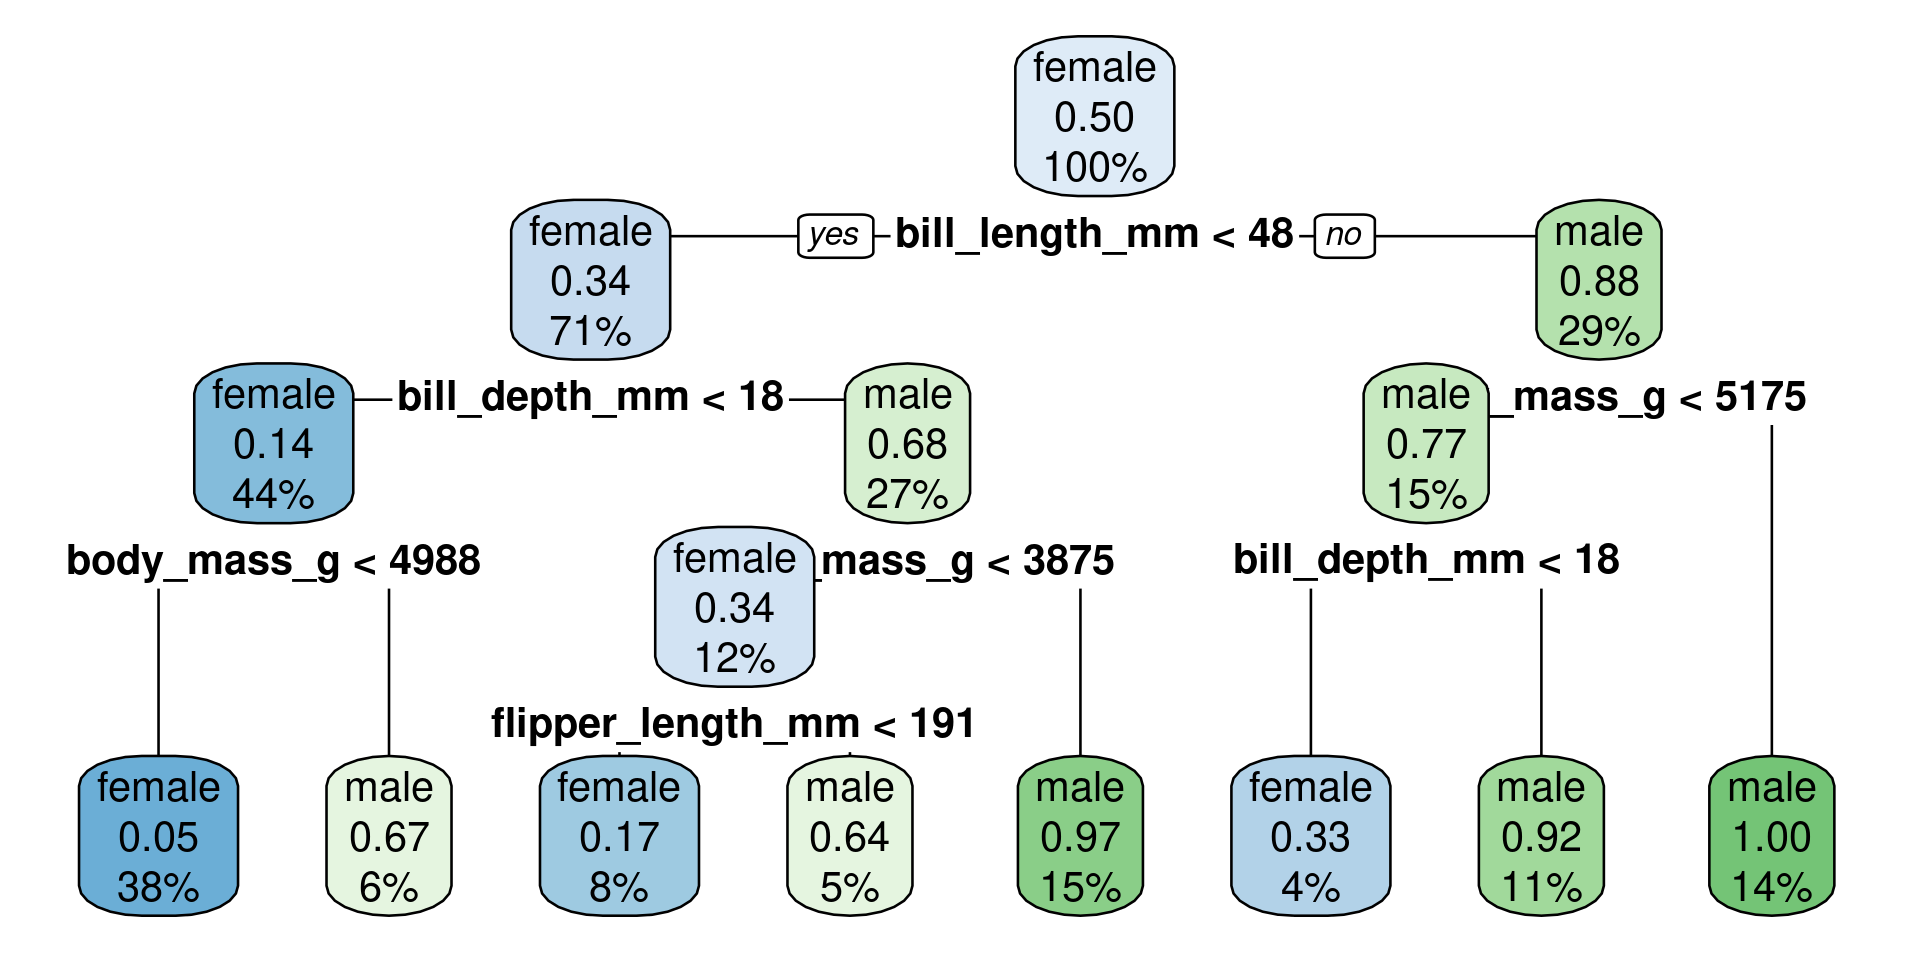 female
0.50
100%
yes
bill_length_mm < 48
no
female
0.34
71%
male
0.88
29%
female
0.14
44%
bill_depth_mm < 18
male
0.68
27%
male
0.77
15%
_mass_g < 5175
body_mass_g < 4988
female
0.34
12%
_mass_g < 3875
bill_depth_mm < 18
flipper_length_mm < 191
female
0.05
38%
male
0.67
6%
female
0.17
8%
male
0.64
5%
male
0.97
15%
female
0.33
4%
male
0.92
11%
male
1.00
14%